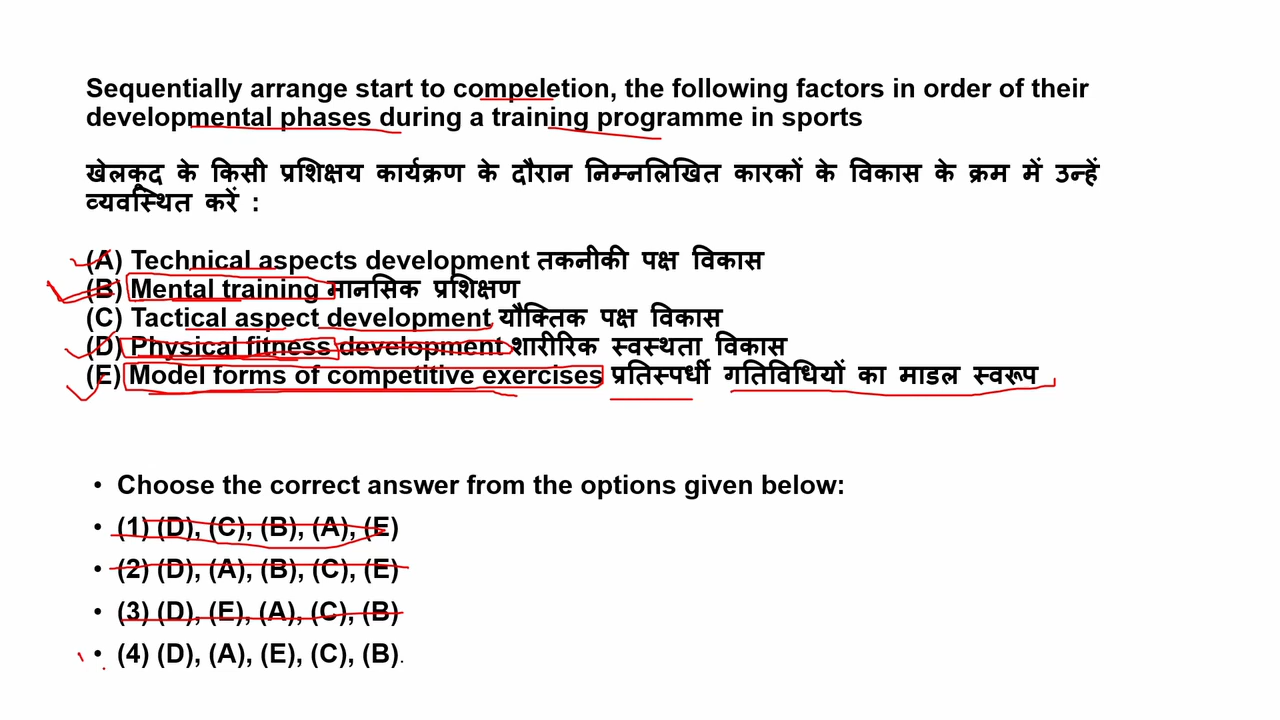 Sequentially arrange start to compeletion, the following factors in order of their
developmental phases during a training programme in sports
खेलकूद के किसी प्रशिक्षय कार्यक्रण के दौरान निम्नलिखित कारकों के विकास के क्रम में उन्हें
व्यवस्थित करें :
(A) Technical aspects development तकनीकी पक्ष विकास
(B) Mental training मानसिक प्रशिक्षण
(C) Tactical aspect development यौक्तिक पक्ष विकास
(D) Physical fitness development शारीरिक स्वस्थता विकास
(E) Model forms of competitive exercises प्रतिस्पर्धी गतिविधियों का माडल स्वरूप
• Choose the correct answer from the options given below:
• (1) (D), (C), (B), (A), (E)
• (2) (D), (A), (B), (C), (E)
• (3) (D), (E), (A), (C), (B)
• (4) (D), (A), (E), (C), (B).